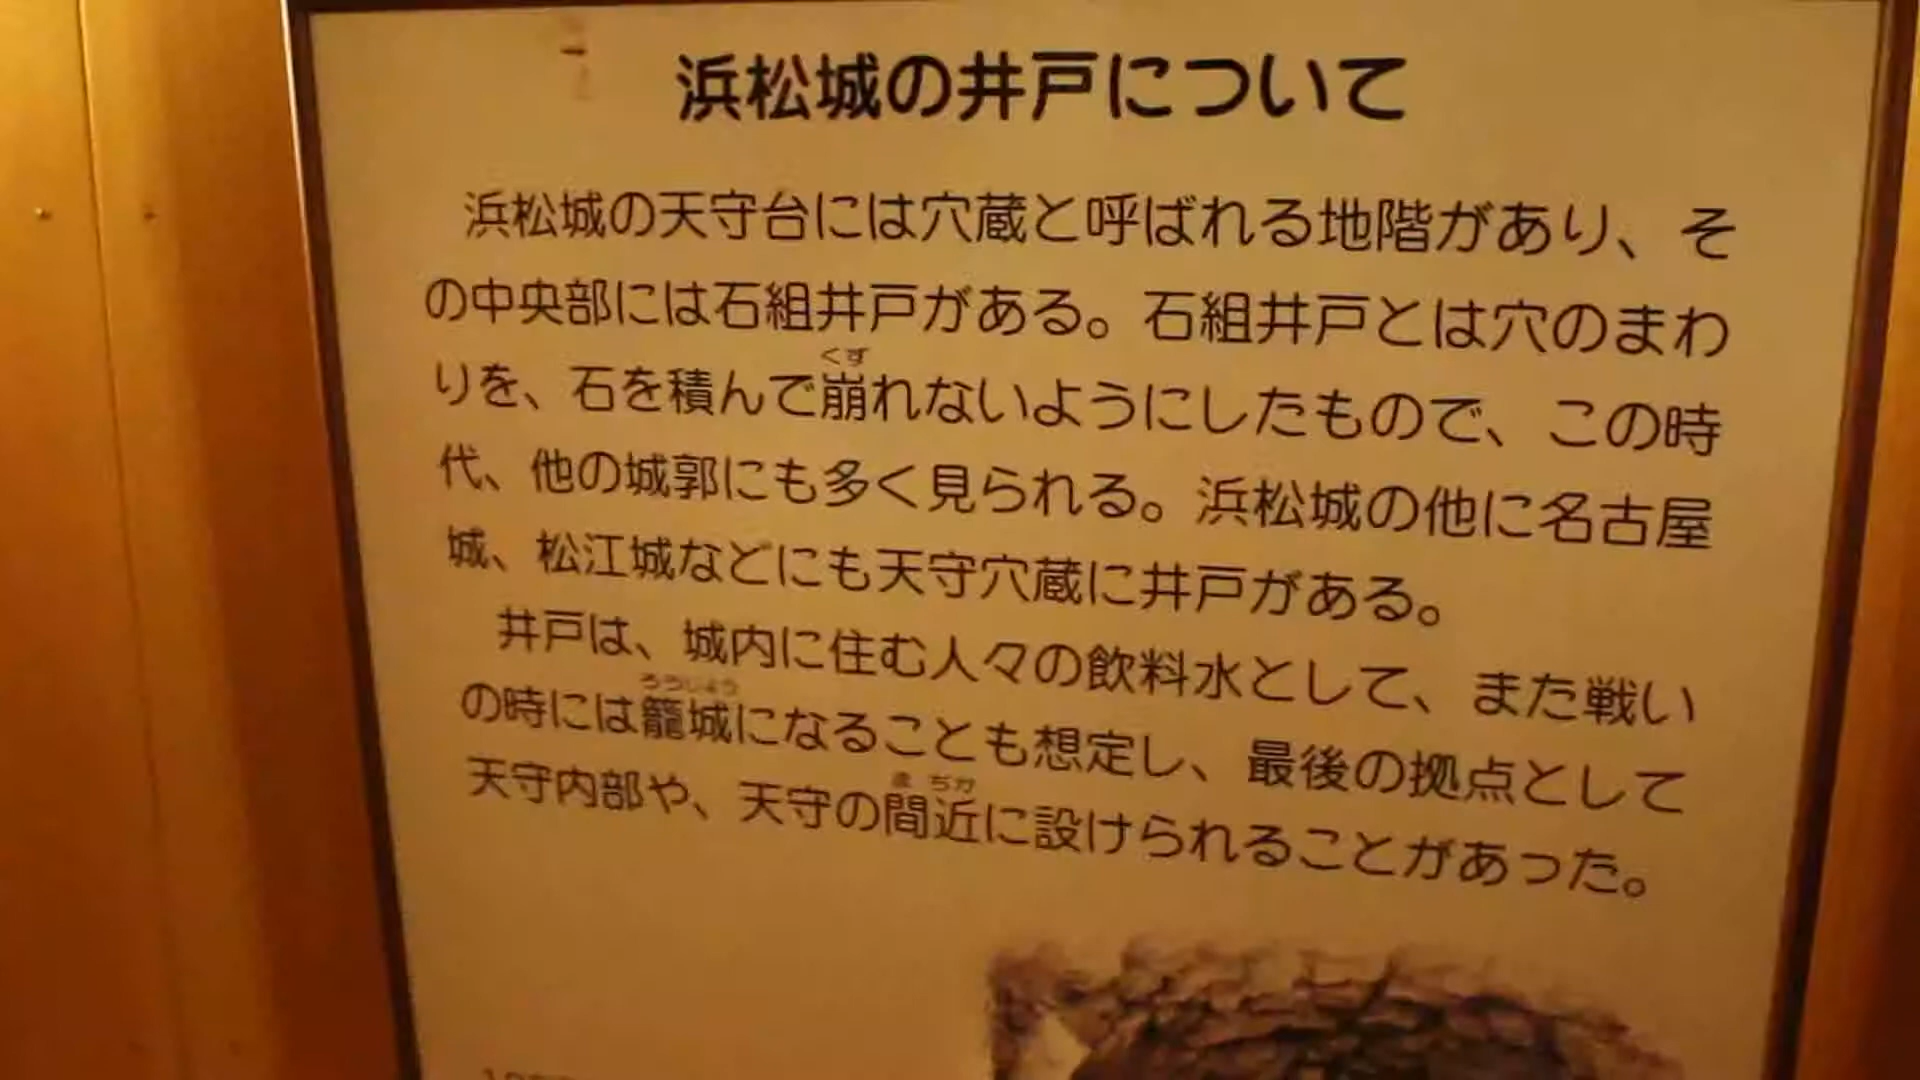 浜松城の井戸について
浜松城の天守台には穴蔵と呼ばれる地階があり、そ
の中央部には石組井戸がある。石組井戸とは穴のまわ
くず
りを、石を積んで崩れないようにしたもので、この時
代、他の城郭にも多く見られる。浜松城の他に名古屋
城、松江城などにも天守穴蔵に井戸がある。
井戸は、城内に住む人々の飲料水として、また戦い
ろうじょう
の時には籠城になることも想定し、最後の拠点として
まぢか
天守内部や、天守の間近に設けられることがあった。